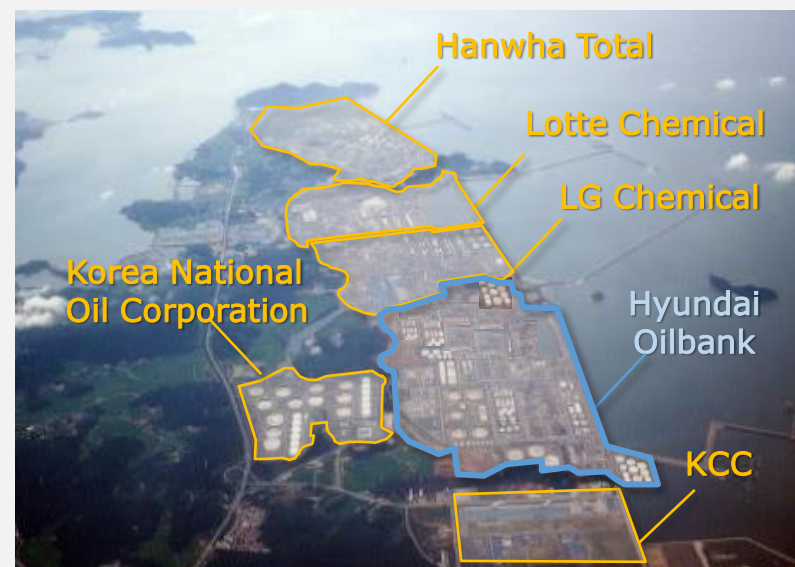 Hanwha Total
Lotte Chemical
LG Chemical
Korea National
Oil Corporation
Hyundai
Oilbank
KCC